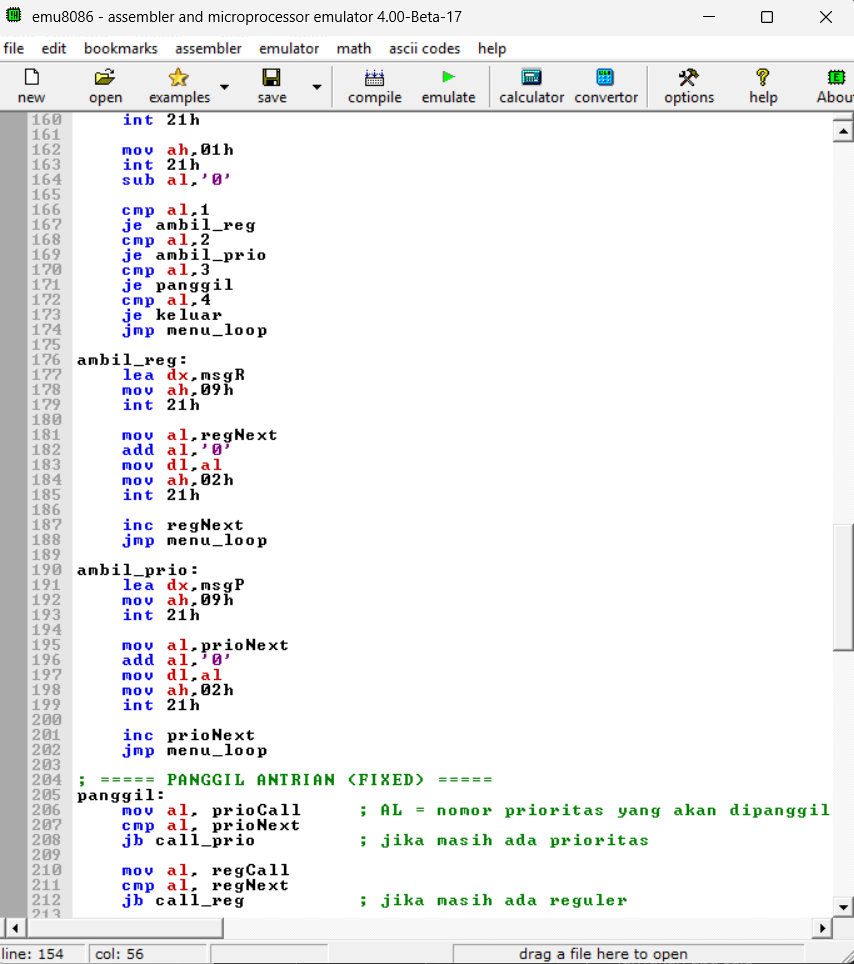 emu8086 - assembler and microprocessor emulator 4.00-Beta-17
file edit bookmarks assembler emulator math ascii codes help
new open examples save compile emulate calculator convertor options help About
160 int 21h
161
162 mov ah,01h
163 int 21h
164 sub al,'0'
165
166 cmp al,1
167 je ambil_reg
168 cmp al,2
169 je ambil_prio
170 cmp al,3
171 je panggil
172 cmp al,4
173 je keluar
174 jmp menu_loop
175
176 ambil_reg:
177 lea dx,msgR
178 mov ah,09h
179 int 21h
180
181 mov al,regNext
182 add al,'0'
183 mov dl,al
184 mov ah,02h
185 int 21h
186
187 inc regNext
188 jmp menu_loop
189
190 ambil_prio:
191 lea dx,msgP
192 mov ah,09h
193 int 21h
194
195 mov al,prioNext
196 add al,'0'
197 mov dl,al
198 mov ah,02h
199 int 21h
200
201 inc prioNext
202 jmp menu_loop
203
204 ; ===== PANGGIL ANTRIAN (FIXED) =====
205 panggil:
206 mov al, prioCall ; AL = nomor prioritas yang akan dipanggil
207 cmp al, prioNext
208 jb call_prio ; jika masih ada prioritas
209
210 mov al, regCall
211 cmp al, regNext
212 jb call_reg ; jika masih ada reguler
213
line: 154 col: 56 drag a file here to open